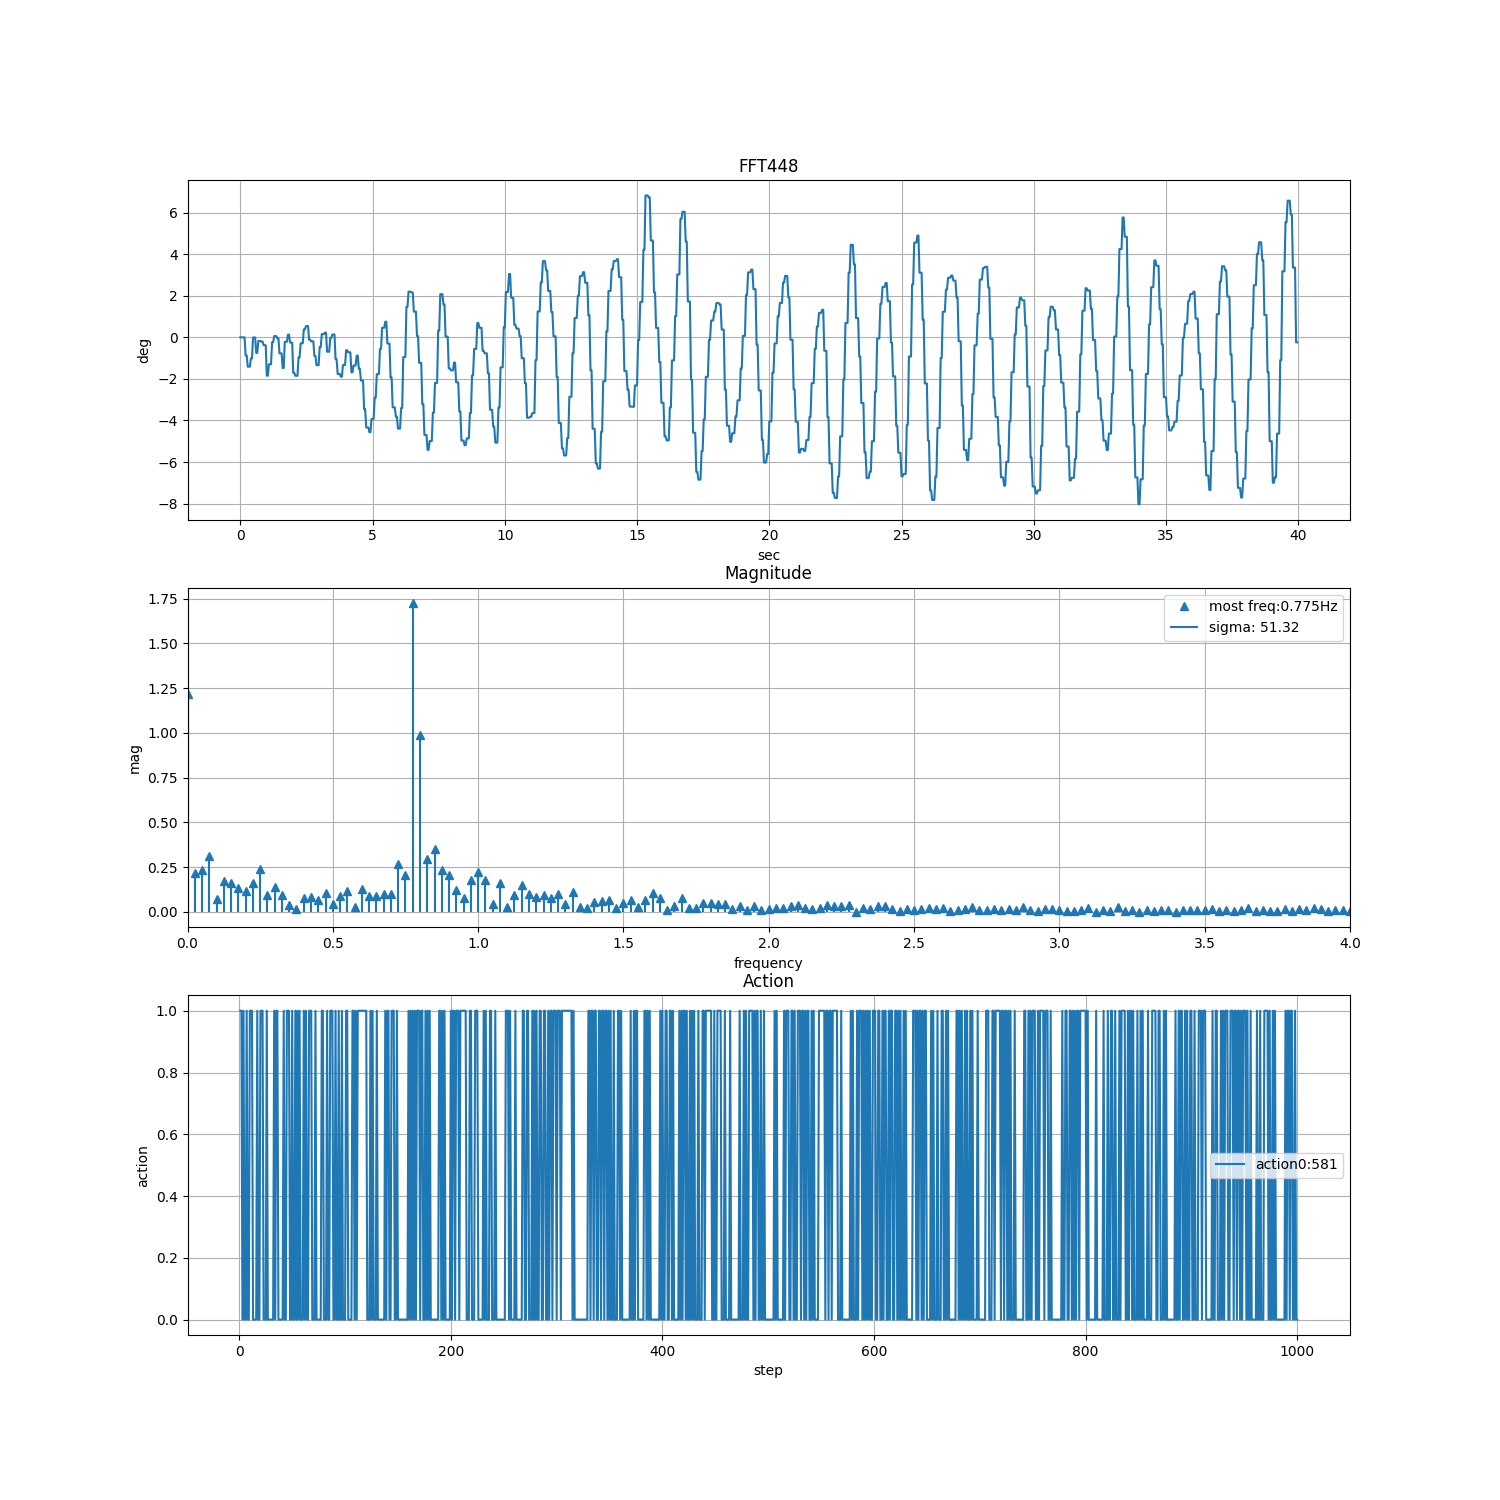 FFT448
6
4
2
0
−2
−4
−6
−8
deg
0 5 10 15 20 25 30 35 40
sec
Magnitude
1.75
1.50
1.25
1.00
0.75
0.50
0.25
0.00
mag
most freq:0.775Hz
sigma: 51.32
0.0 0.5 1.0 1.5 2.0 2.5 3.0 3.5 4.0
frequency
Action
1.0
0.8
0.6
0.4
0.2
0.0
action
action0:581
0 200 400 600 800 1000
step